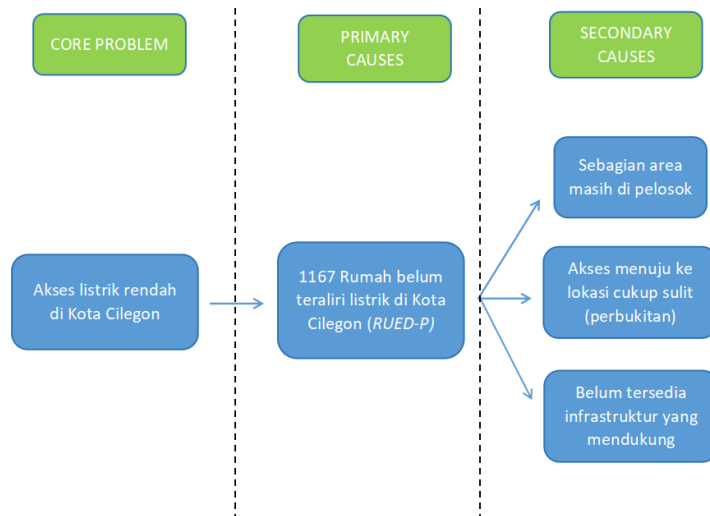 CORE PROBLEM
PRIMARY
CAUSES
SECONDARY
CAUSES
Akses listrik rendah
di Kota Cilegon
1167 Rumah belum
teraliri listrik di Kota
Cilegon (RUED-P)
Sebagian area
masih di pelosok
Akses menuju ke
lokasi cukup sulit
(perbukitan)
Belum tersedia
infrastruktur yang
mendukung